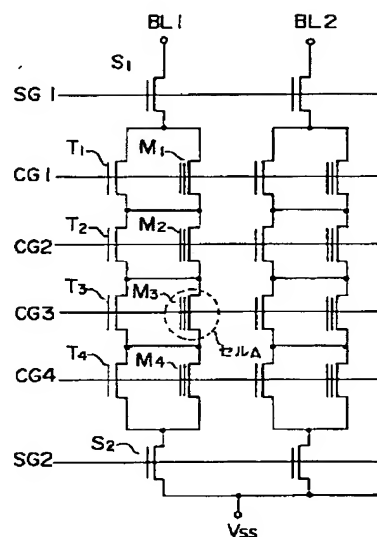 BL1 BL2
S1
SG1
T1 M1
CG1
T2 M2
CG2
T3 M3
CG3
セルA
T4 M4
CG4
S2
SG2
Vss